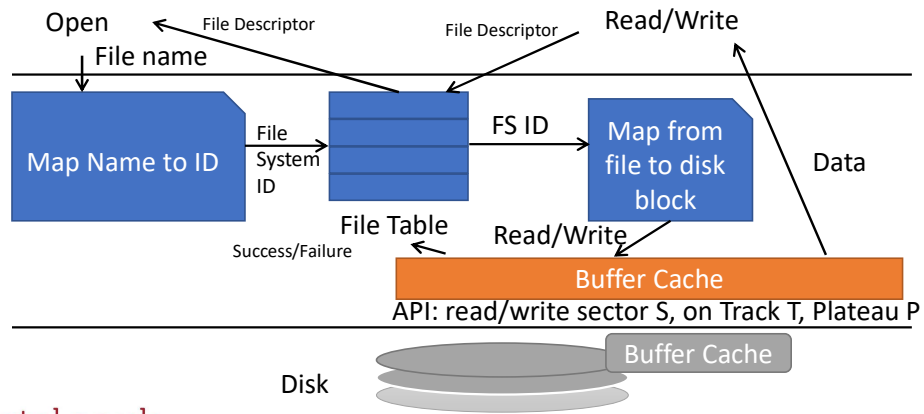 Open
File Descriptor
File Descriptor
Read/Write
File name
Map Name to ID
File
System
ID
FS ID
Map from
file to disk
block
Data
File Table
Success/Failure
Read/Write
Buffer Cache
API: read/write sector S, on Track T, Plateau P
Buffer Cache
Disk